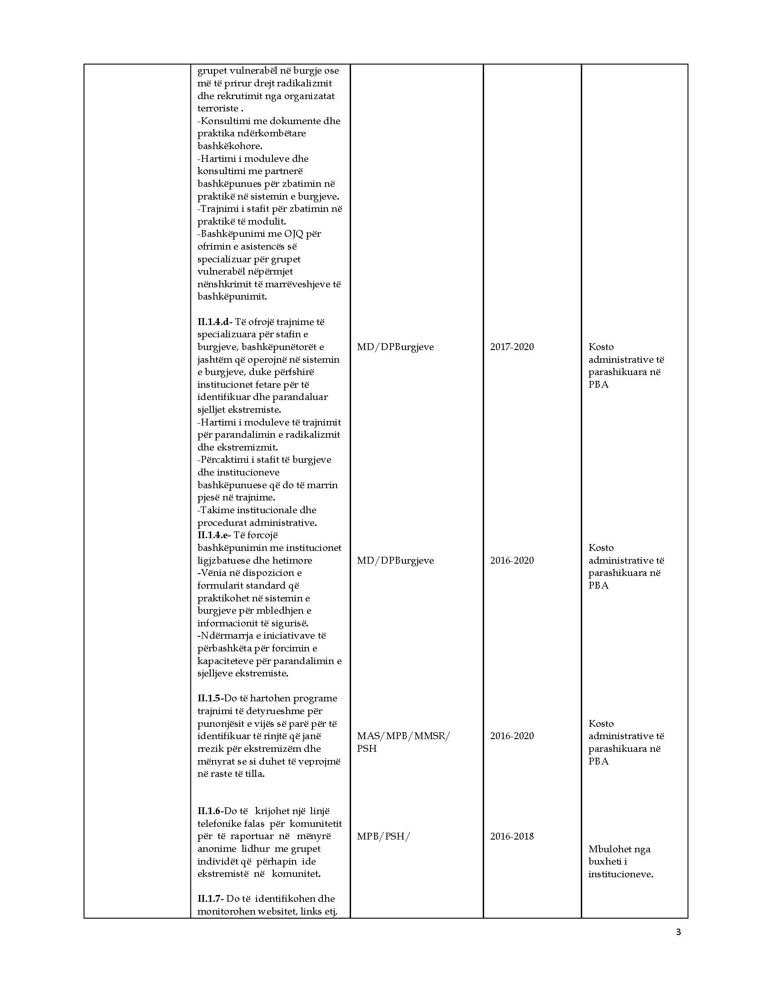 grupet vulnerabël në burgje ose
më të prirur drejt radikalizmit
dhe rekrutimit nga organizatat
terroriste .
-Konsultimi me dokumente dhe
praktika ndërkombëtare
bashkëkohore.
-Hartimi i moduleve dhe
konsultimi me partnerë
bashkëpunues për zbatimin në
praktikë në sistemin e burgjeve.
-Trajnimi i stafit për zbatimin në
praktikë të modulit.
-Bashkëpunimi me OJQ për
ofrimin e asistencës së
specializuar për grupet
vulnerabël nëpërmjet
nënshkrimit të marrëveshjeve të
bashkëpunimit.
II.1.4.d- Të ofrojë trajnime të
specializuara për stafin e
burgjeve, bashkëpunëtorët e
jashtëm që operojnë në sistemin
e burgjeve, duke përfshirë
institucionet fetare për të
identifikuar dhe parandaluar
sjelljet ekstremiste.
-Hartimi i moduleve të trajnimit
për parandalimin e radikalizmit
dhe ekstremizmit.
-Përcaktimi i stafit të burgjeve
dhe institucioneve
bashkëpunuese që do të marrin
pjesë në trajnime.
-Takime institucionale dhe
procedurat administrative.
MD/DPBurgjeve
2017-2020
Kosto
administrative të
parashikuara në
PBA
II.1.4.e- Të forcojë
bashkëpunimin me institucionet
ligjzbatuese dhe hetimore
-Vënia në dispozicion e
formularit standard që
praktikohet në sistemin e
burgjeve për mbledhjen e
informacionit të sigurisë.
-Ndërmarrja e iniciativave të
përbashkëta për forcimin e
kapaciteteve për parandalimin e
sjelljeve ekstremiste.
MD/DPBurgjeve
2016-2020
Kosto
administrative të
parashikuara në
PBA
II.1.5-Do të hartohen programe
trajnimi të detyrueshme për
punonjësit e vijës së parë për të
identifikuar të rinjtë që janë
rrezik për ekstremizëm dhe
mënyrat se si duhet të veprojmë
në raste të tilla.
MAS/MPB/MMSR/
PSH
2016-2020
Kosto
administrative të
parashikuara në
PBA
II.1.6-Do të krijohet një linjë
telefonike falas për komunitetit
për të raportuar në mënyrë
anonime lidhur me grupet
individët që përhapin ide
ekstremistë në komunitet.
MPB/PSH/
2016-2018
Mbulohet nga
buxheti i
institucioneve.
II.1.7- Do të identifikohen dhe
monitorohen websitet, links etj,
3